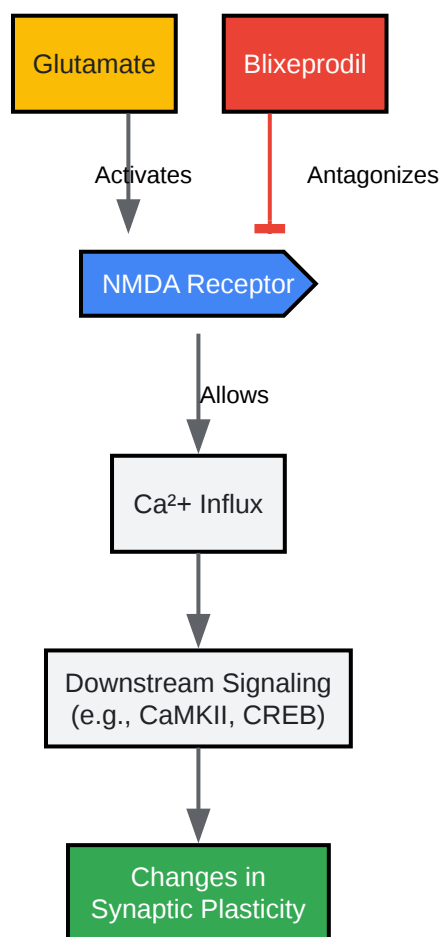 Glutamate
Blixeprodil
Activates
Antagonizes
NMDA Receptor
Allows
Ca²+ Influx
Downstream Signaling
(e.g., CaMKII, CREB)
Changes in
Synaptic Plasticity